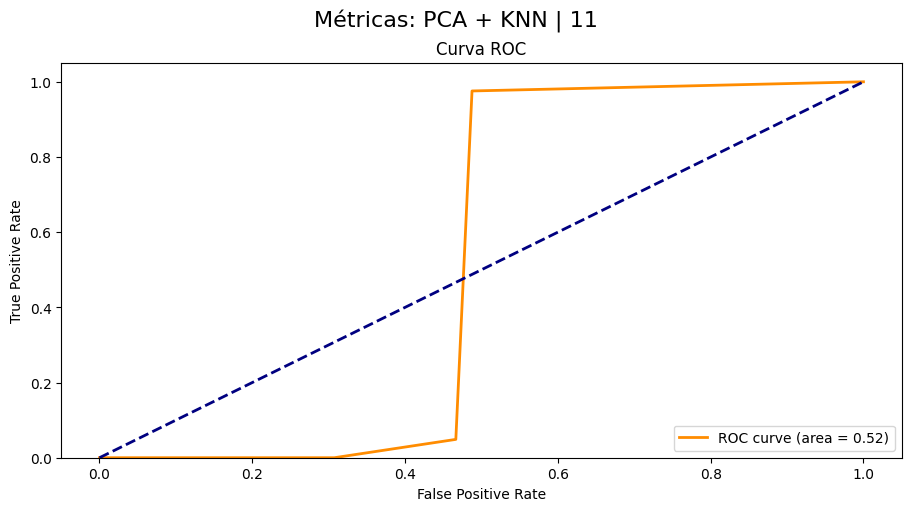 Métricas: PCA + KNN | 11
Curva ROC
1.0
0.8
0.6
0.4
0.2
0.0
True Positive Rate
ROC curve (area = 0.52)
0.0 0.2 0.4 0.6 0.8 1.0
False Positive Rate